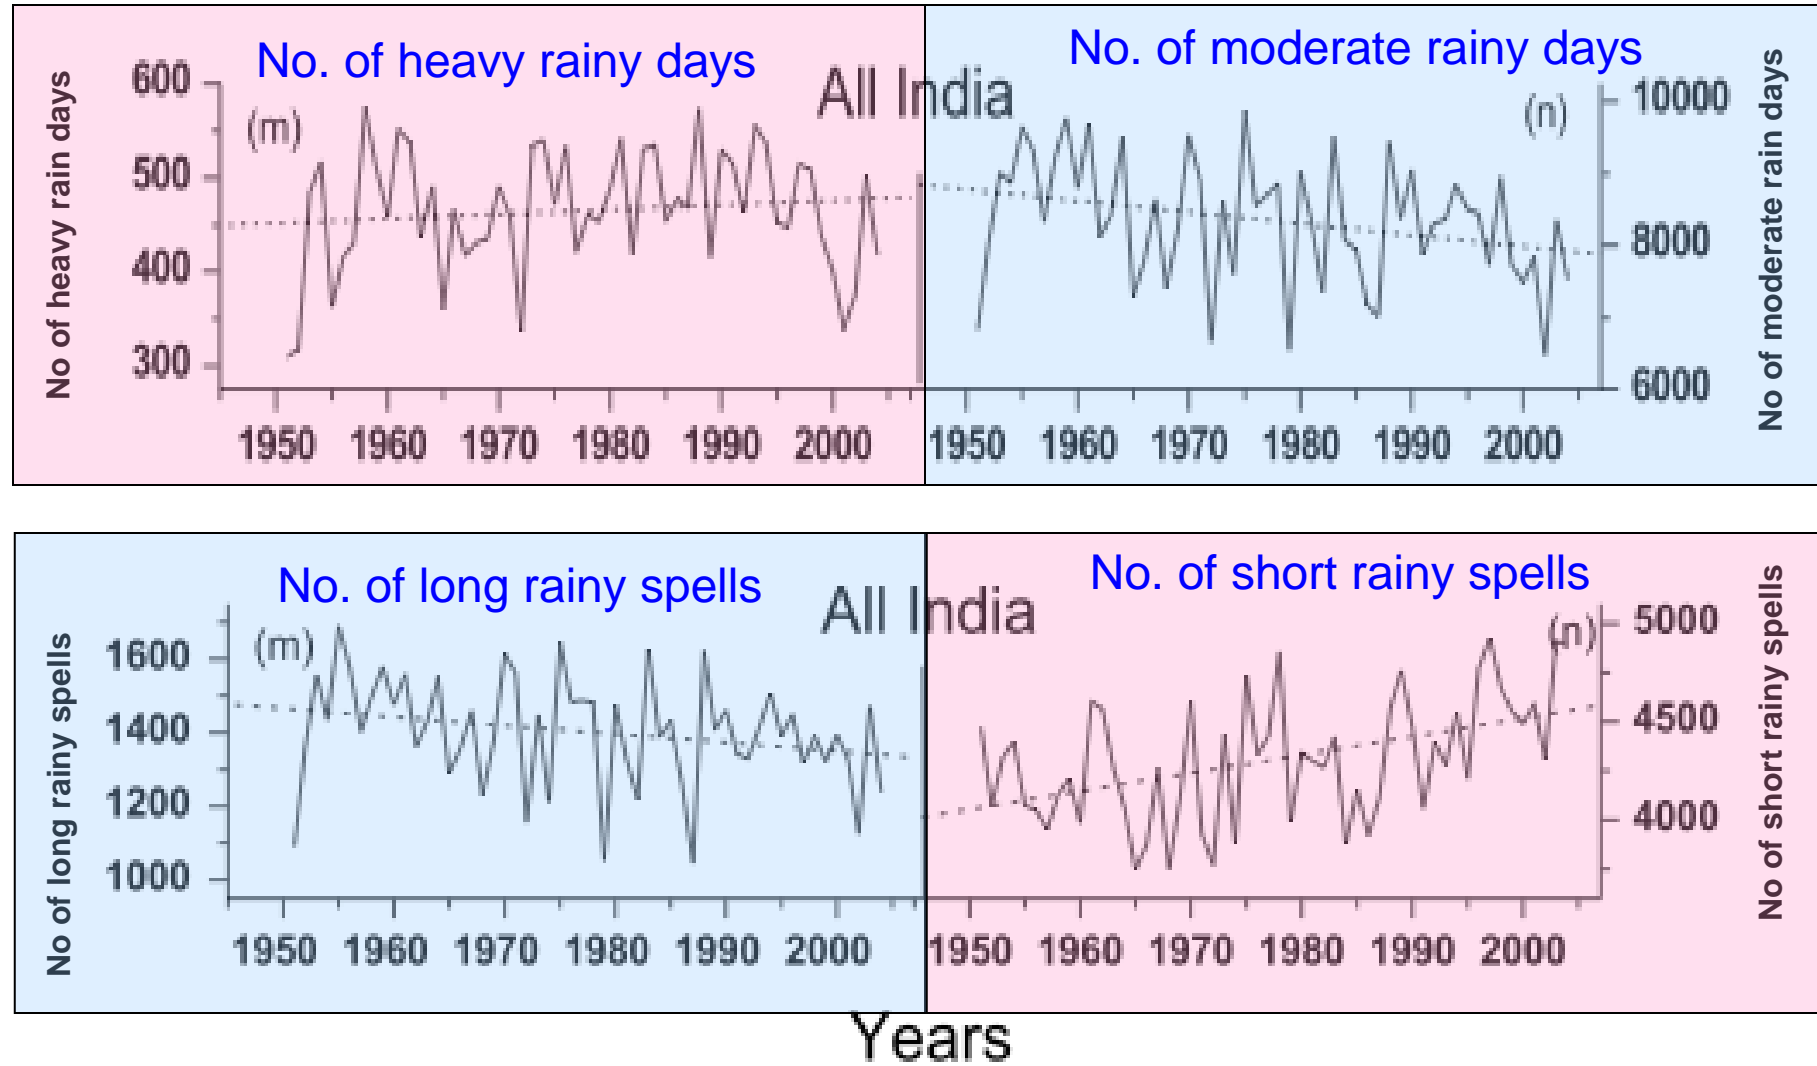 No. of heavy rainy days
No. of moderate rainy days
All India
(m)
(n)
No of heavy rain days
600
500
400
300
10000
8000
6000
No of moderate rain days
1950 1960 1970 1980 1990 2000
1950 1960 1970 1980 1990 2000
No. of long rainy spells
No. of short rainy spells
All India
(m)
(n)
No of long rainy spells
1600
1400
1200
1000
5000
4500
4000
No of short rainy spells
1950 1960 1970 1980 1990 2000
1950 1960 1970 1980 1990 2000
Years